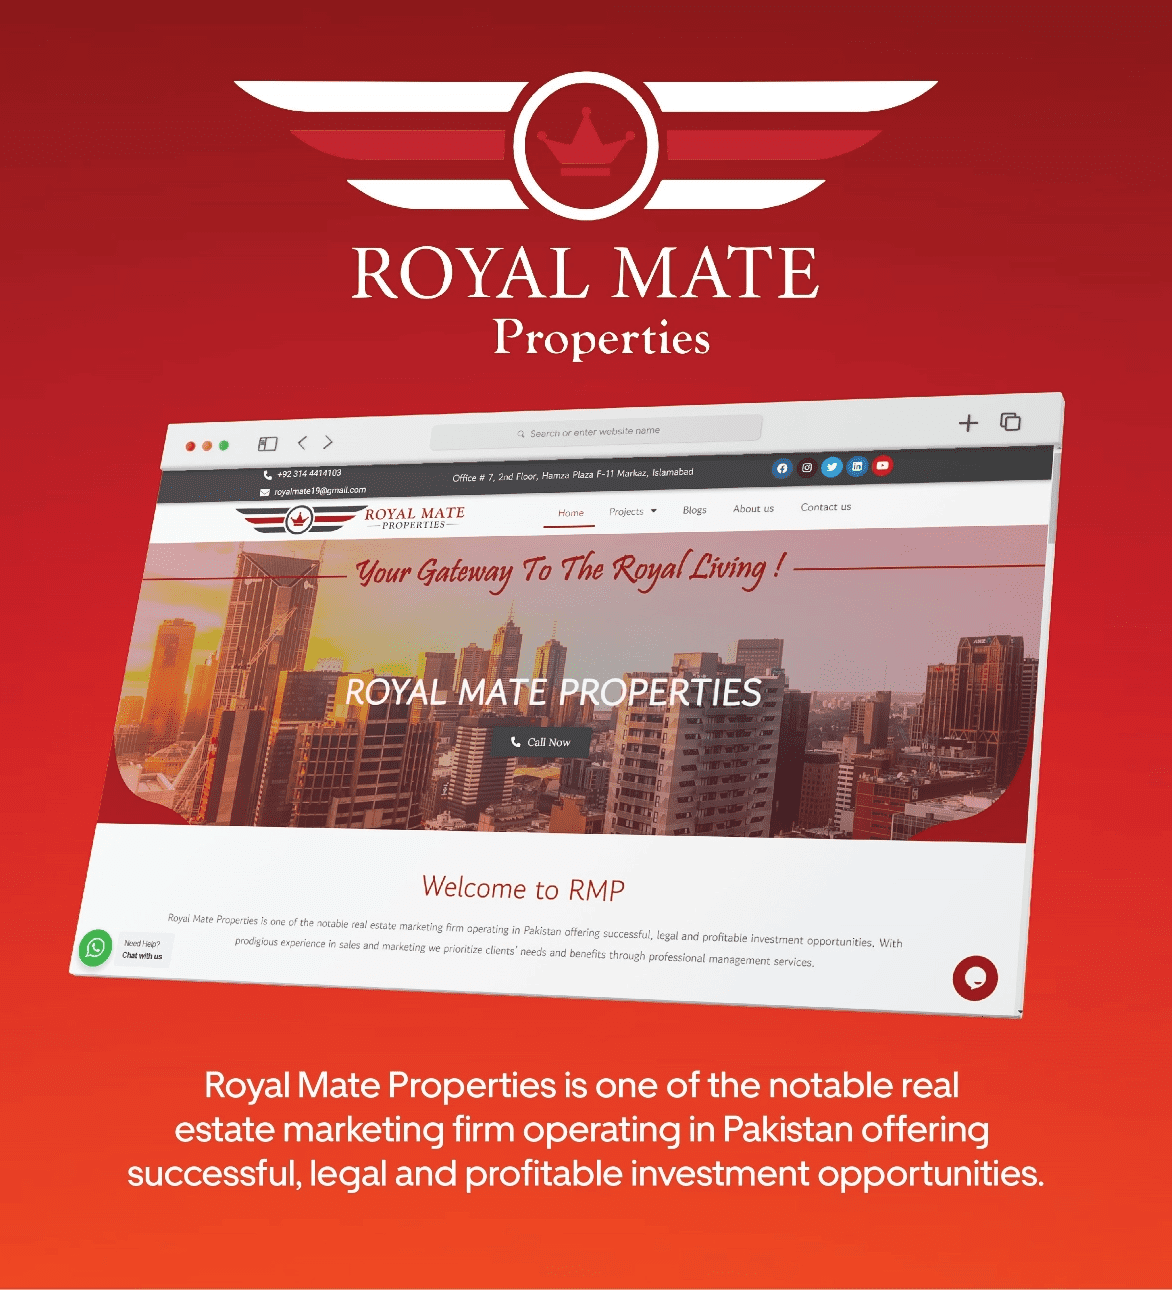 ROYAL MATE
Properties
Search or enter website name
+92 314 4414103
royalmate19@gmail.com
Office # 7, 2nd Floor, Hamza Plaza F-11 Markaz, Islamabad
ROYAL MATE
PROPERTIES
Home Projects Blogs About us Contact us
Your Gateway To The Royal Living !
ROYAL MATE PROPERTIES
Call Now
Welcome to RMP
Royal Mate Properties is one of the notable real estate marketing firm operating in Pakistan offering successful, legal and profitable investment opportunities. With
prodigious experience in sales and marketing we prioritize clients' needs and benefits through professional management services.
Need Help?
Chat with us
Royal Mate Properties is one of the notable real
estate marketing firm operating in Pakistan offering
successful, legal and profitable investment opportunities.